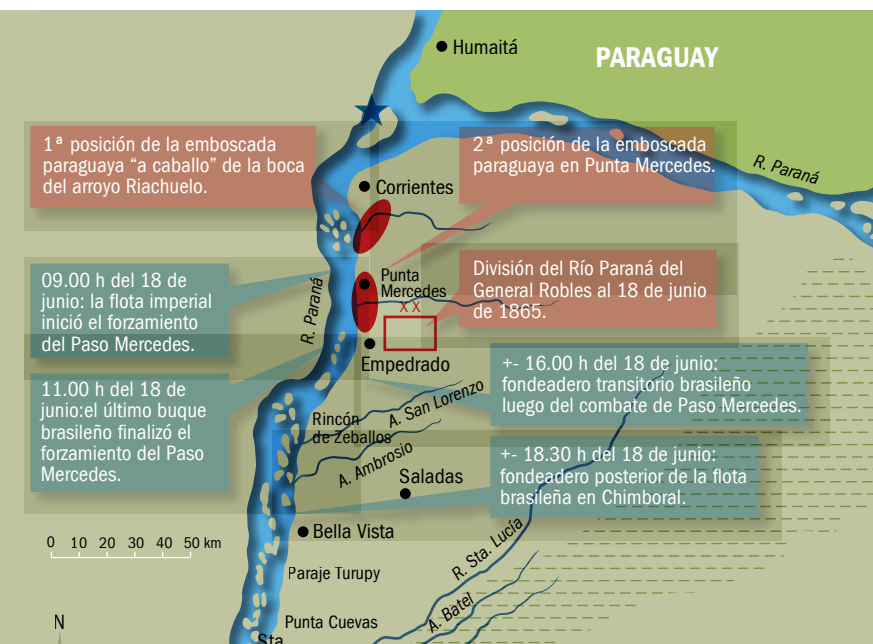 Humaitá
PARAGUAY
1ª posición de la emboscada
paraguaya “a caballo” de la boca
del arroyo Riachuelo.
2ª posición de la emboscada
paraguaya en Punta Mercedes.
R. Paraná
Corrientes
09.00 h del 18 de
junio: la flota imperial
inició el forzamiento
del Paso Mercedes.
R. Paraná
Punta
Mercedes
XX
División del Río Paraná del
General Robles al 18 de junio
de 1865.
Empedrado
11.00 h del 18 de
junio:el último buque
brasileño finalizó el
forzamiento del Paso
Mercedes.
+- 16.00 h del 18 de junio:
fondeadero transitorio brasileño
luego del combate de Paso Mercedes.
A. San Lorenzo
Rincón
de Zeballos
A. Ambrosio
Saladas
+- 18.30 h del 18 de junio:
fondeadero posterior de la flota
brasileña en Chimboral.
Bella Vista
0 10 20 30 40 50 km
R. Sta. Lucía
Paraje Turupy
A. Batel
Punta Cuevas
N
Sta.